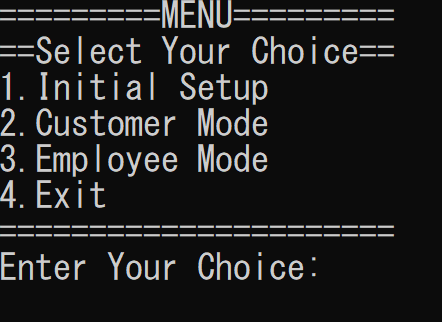 =========MENU=========
==Select Your Choice==
1.Initial Setup
2.Customer Mode
3.Employee Mode
4.Exit
======================
Enter Your Choice: